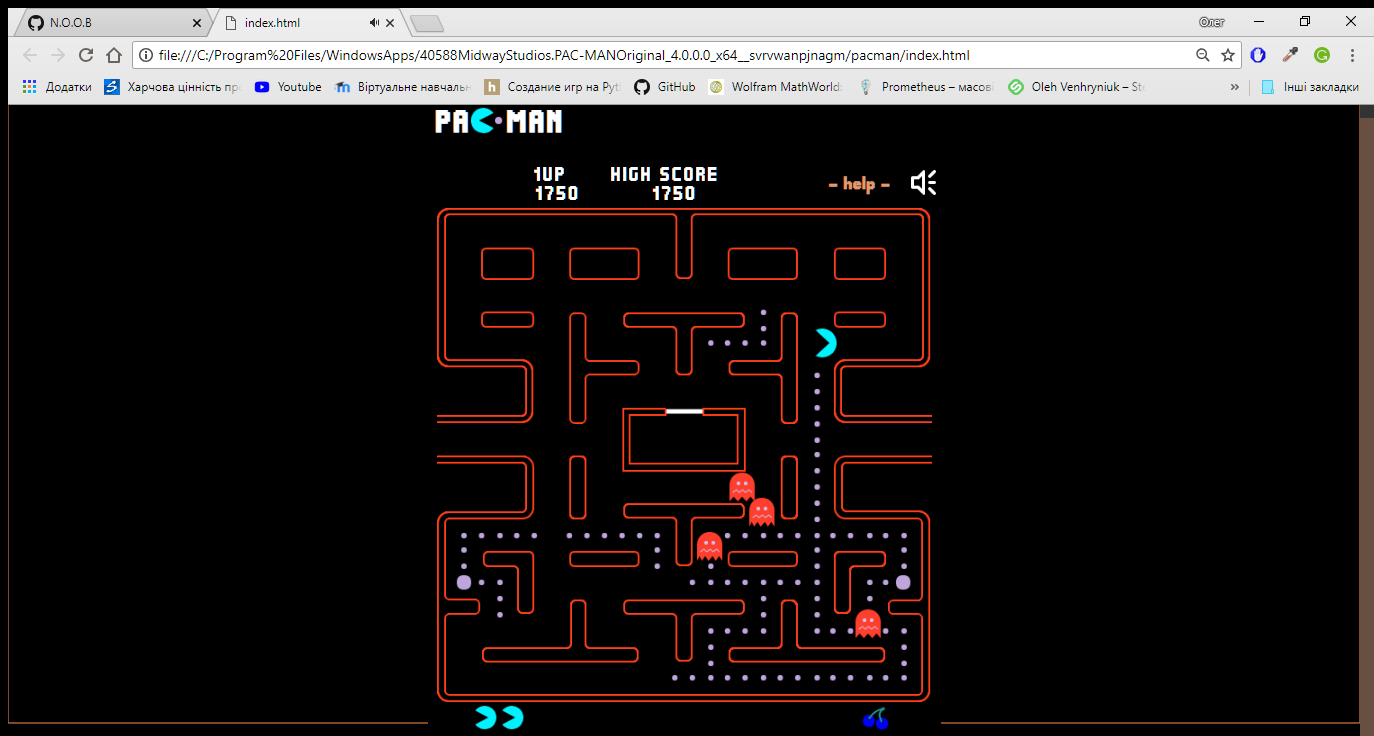 N.O.O.B
index.html
Олег
file:///C:/Program%20Files/WindowsApps/40588MidwayStudios.PAC-MANOriginal_4.0.0.0_x64__svrvwanpjnagm/pacman/index.html
Додатки
Харчова цінність пр
Youtube
Віртуальне навчаль
Создание игр на Pyt
GitHub
Wolfram MathWorld:
Prometheus – масові
Oleh Venhryniuk – St
»
Інші закладки
PAC-MAN
1UP
HIGH SCORE
1750
1750
- help -